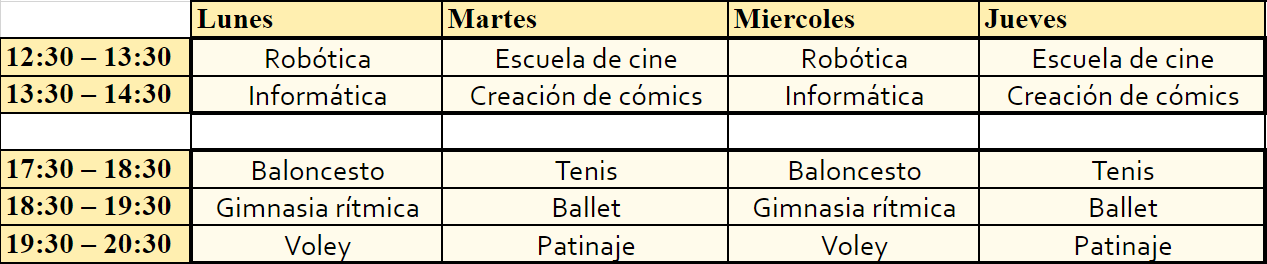 Lunes Martes Miercoles Jueves
12:30 – 13:30 Robótica Escuela de cine Robótica Escuela de cine
13:30 – 14:30 Informática Creación de cómics Informática Creación de cómics
17:30 – 18:30 Baloncesto Tenis Baloncesto Tenis
18:30 – 19:30 Gimnasia rítmica Ballet Gimnasia rítmica Ballet
19:30 – 20:30 Voley Patinaje Voley Patinaje